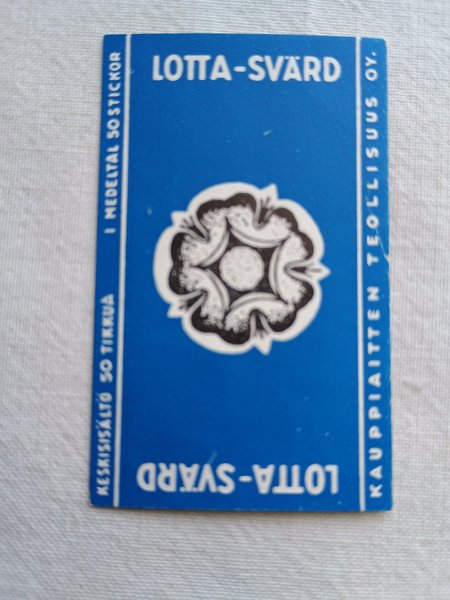 LOTTA-SVÄRD
I MEDELTAL 50 STICKOR
KESKISISÄLTÖ 50 TIKKUA
KAUPPIAITTEN TEOLLISUUS OY.
LOTTA-SVÄRD